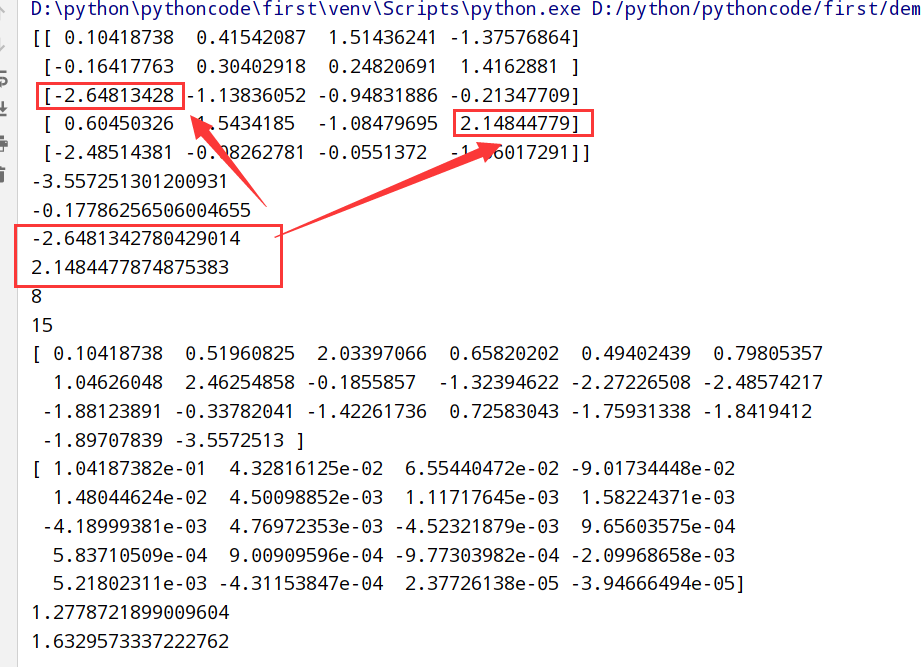 D:\python\pythoncode\first\venv\Scripts\python.exe D:/python/pythoncode/first/dem
[[ 0.10418738 0.41542087 1.51436241 -1.37576864]
[-0.16417763 0.30402918 0.24820691 1.4162881 ]
[-2.64813428 -1.13836052 -0.94831886 -0.21347709]
[ 0.60450326 1.5434185 -1.08479695 2.14844779]
[-2.48514381 -0.08262781 -0.0551372 -1.06017291]]
-3.557251301200931
-0.17786256506004655
-2.6481342780429014
2.1484477874875383
8
15
[ 0.10418738 0.51960825 2.03397066 0.65820202 0.49402439 0.79805357
1.04626048 2.46254858 -0.1855857 -1.32394622 -2.27226508 -2.48574217
-1.88123891 -0.33782041 -1.42261736 0.72583043 -1.75931338 -1.8419412
-1.89707839 -3.5572513 ]
[ 1.04187382e-01 4.32816125e-02 6.55440472e-02 -9.01734448e-02
1.48044624e-02 4.50098852e-03 1.11717645e-03 1.58224371e-03
-4.18999381e-03 4.76972353e-03 -4.52321879e-03 9.65603575e-04
5.83710509e-04 9.00909596e-04 -9.77303982e-04 -2.09968658e-03
5.21802311e-03 -4.31153847e-04 2.37726138e-05 -3.94666494e-05]
1.2778721899009604
1.6329573337222762